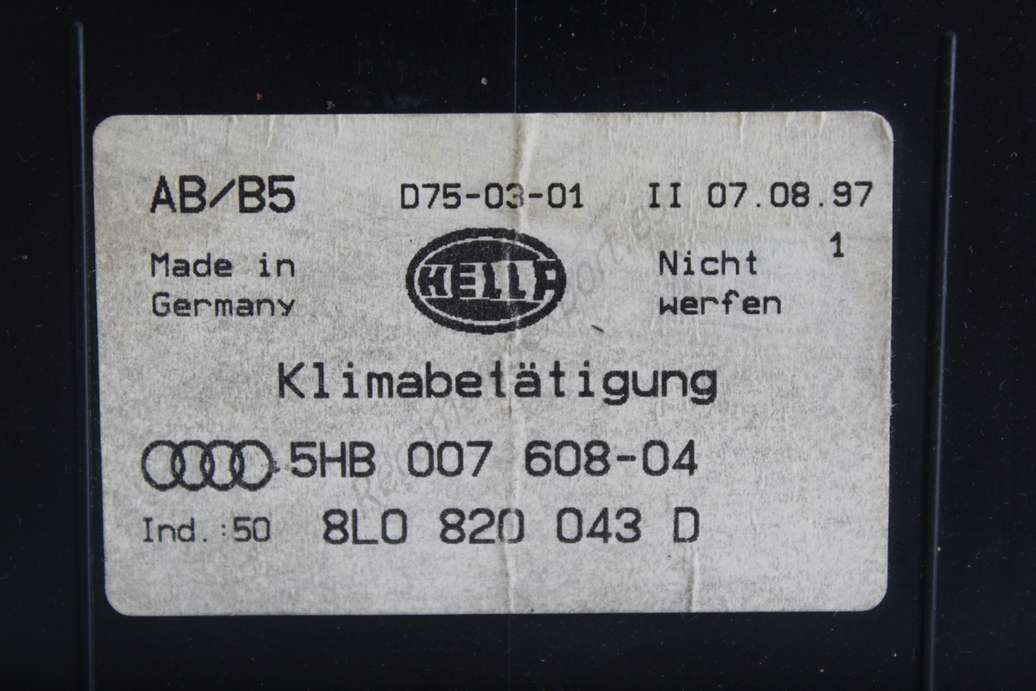 AB/B5 D75-03-01 II 07.08.97
1
Made in HELLA Nicht
Germany werfen
Klimabetätigung
5HB 007 608-04
Ind.:50 8L0 820 043 D